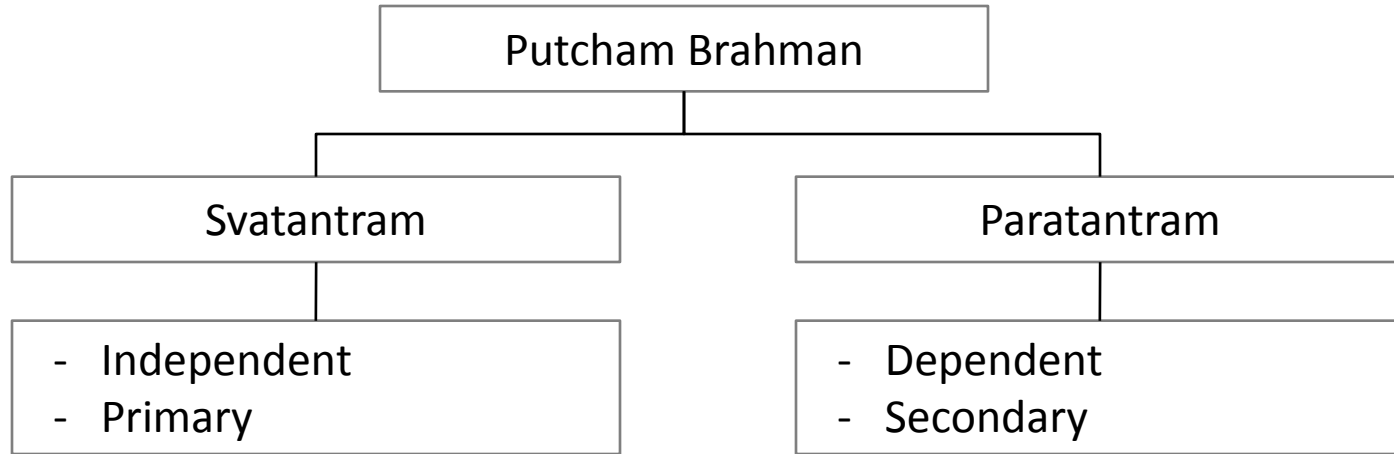 Putcham Brahman
Svatantram
Paratantram
- Independent
- Primary
- Dependent
- Secondary